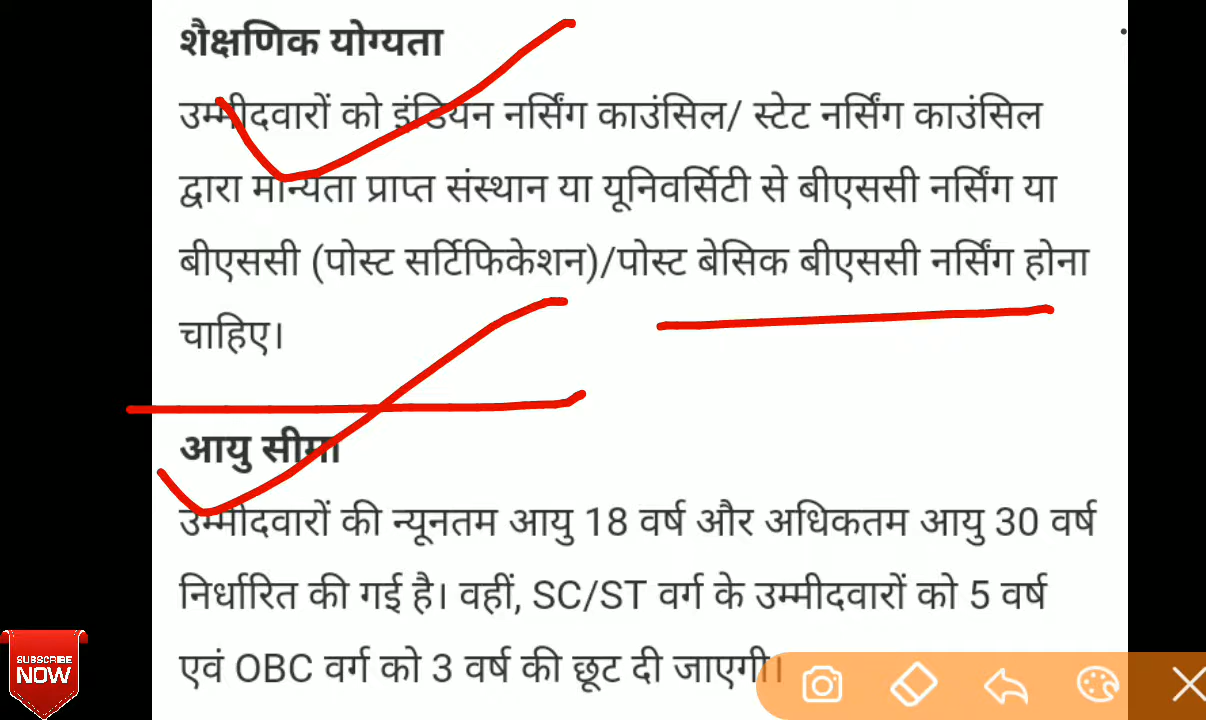 शैक्षणिक योग्यता
उम्मीदवारों को इंडियन नर्सिंग काउंसिल/ स्टेट नर्सिंग काउंसिल
द्वारा मान्यता प्राप्त संस्थान या यूनिवर्सिटी से बीएससी नर्सिंग या
बीएससी (पोस्ट सर्टिफिकेशन)/पोस्ट बेसिक बीएससी नर्सिंग होना
चाहिए।
आयु सीमा
उम्मीदवारों की न्यूनतम आयु 18 वर्ष और अधिकतम आयु 30 वर्ष
निर्धारित की गई है। वहीं, SC/ST वर्ग के उम्मीदवारों को 5 वर्ष
एवं OBC वर्ग को 3 वर्ष की छूट दी जाएगी।
SUBSCRIBE
NOW